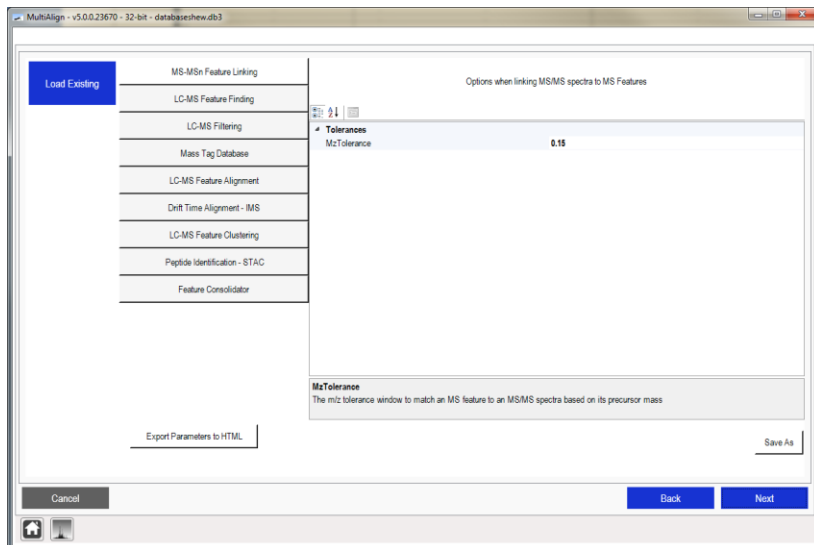 MultiAlign - v5.0.0.23670 - 32-bit - databaseshew.db3
Load Existing
MS-MSn Feature Linking
LC-MS Feature Finding
LC-MS Filtering
Mass Tag Database
LC-MS Feature Alignment
Drift Time Alignment - IMS
LC-MS Feature Clustering
Peptide Identification - STAC
Feature Consolidator
Export Parameters to HTML
Options when linking MS/MS spectra to MS Features
Tolerances
MzTolerance 0.15
MzTolerance
The m/z tolerance window to match an MS feature to an MS/MS spectra based on its precursor mass
Save As
Cancel
Back
Next